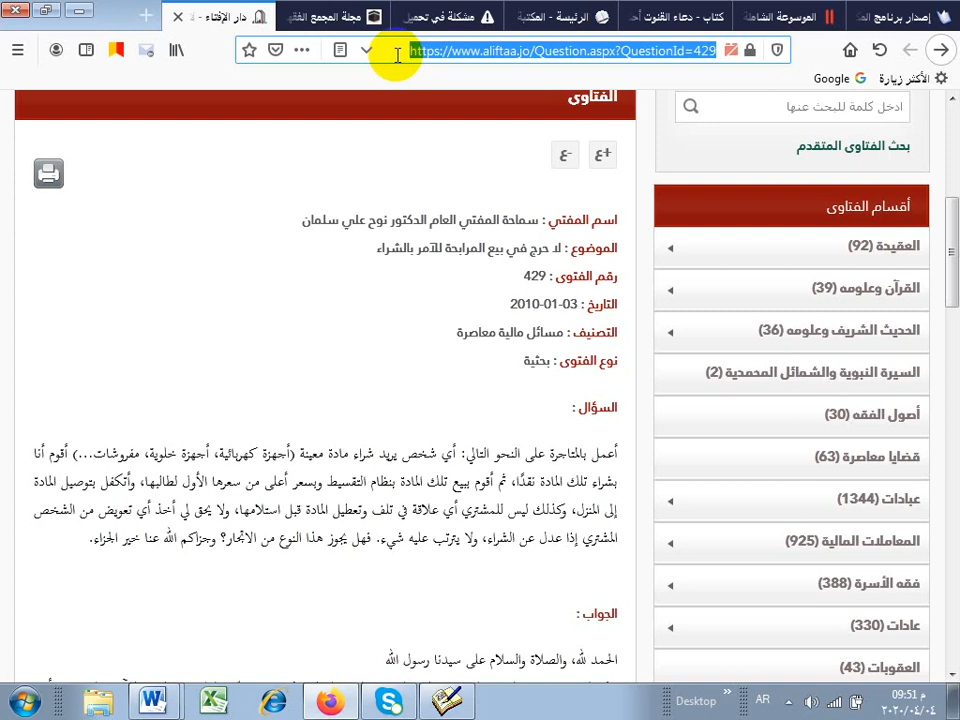 إصدار برنامج المك
الموسوعة الشاملة
كتاب - دعاء القنوت أحـ
الرئيسة - المكتبة
مشكلة في تحميل
مجلة المجمع الفقهـ
دار الإفتاء - لا
https://www.aliftaa.jo/Question.aspx?QuestionId=429
الأكثر زيارة
Google
ادخل كلمة للبحث عنها
بحث الفتاوى المتقدم
أقسام الفتاوى
العقيدة (92)
القرآن وعلومه (39)
الحديث الشريف وعلومه (36)
السيرة النبوية والشمائل المحمدية (2)
أصول الفقه (30)
قضايا معاصرة (63)
عبادات (1344)
المعاملات المالية (925)
فقه الأسرة (388)
عادات (330)
العقوبات (43)
الفتاوى
ع+
ع-
اسم المفتي : سماحة المفتي العام الدكتور نوح علي سلمان
الموضوع : لا حرج في بيع المرابحة للآمر بالشراء
رقم الفتوى : 429
التاريخ : 03-01-2010
التصنيف : مسائل مالية معاصرة
نوع الفتوى : بحثية
السؤال :
أعمل بالمتاجرة على النحو التالي: أي شخص يريد شراء مادة معينة (أجهزة كهربائية، أجهزة خلوية، مفروشات...) أقوم أنا
بشراء تلك المادة نقدًا، ثم أقوم ببيع تلك المادة بنظام التقسيط وبسعر أعلى من سعرها الأول لطالبها، وأتكفل بتوصيل المادة
إلى المنزل، وكذلك ليس للمشتري أي علاقة في تلف وتعطيل المادة قبل استلامها، ولا يحق لي أخذ أي تعويض من الشخص
المشتري إذا عدل عن الشراء، ولا يترتب عليه شيء. فهل يجوز هذا النوع من الاتجار؟ وجزاكم الله عنا خير الجزاء.
الجواب :
الحمد لله، والصلاة والسلام على سيدنا رسول الله
Desktop
AR
09:51 م
٢٠٢٠/٠٤/٠٤